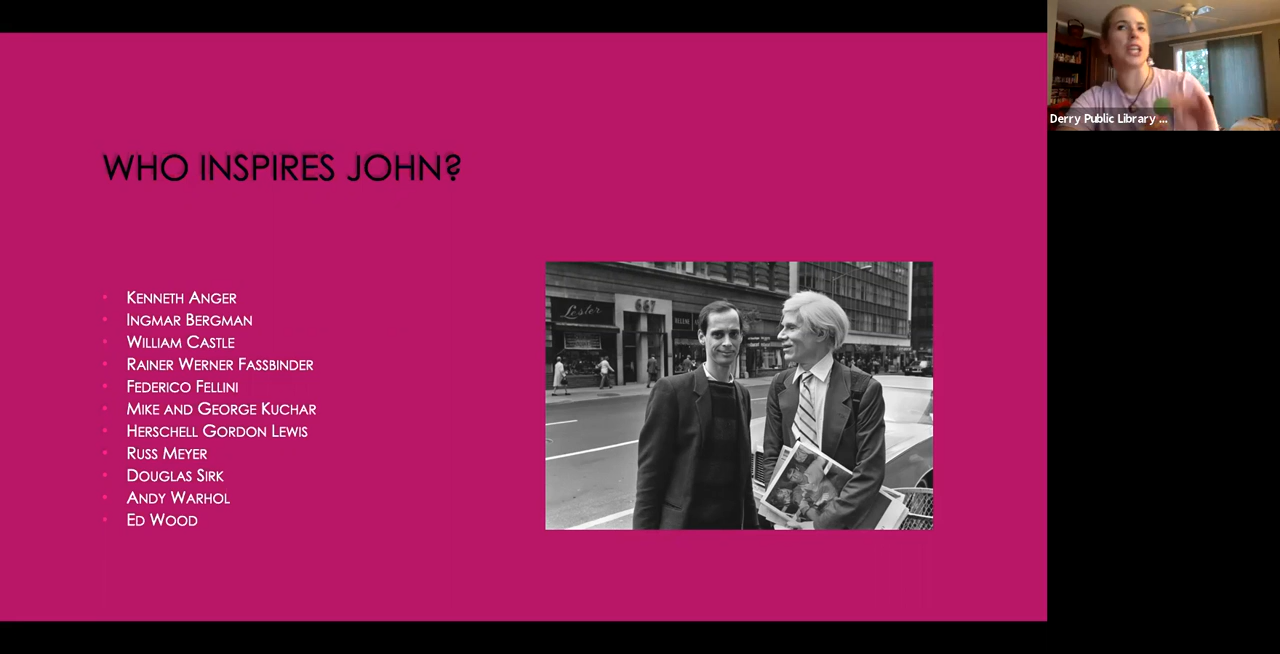 WHO INSPIRES JOHN?
KENNETH ANGER
INGMAR BERGMAN
WILLIAM CASTLE
RAINER WERNER FASSBINDER
FEDERICO FELLINI
MIKE AND GEORGE KUCHAR
HERSCHELL GORDON LEWIS
RUSS MEYER
DOUGLAS SIRK
ANDY WARHOL
ED WOOD
Lester
667
Derry Public Library ...